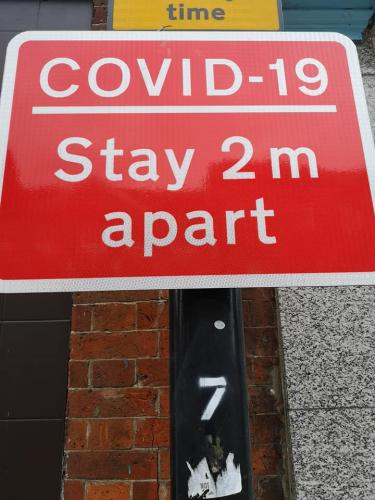 time
COVID-19
Stay 2m
apart
7